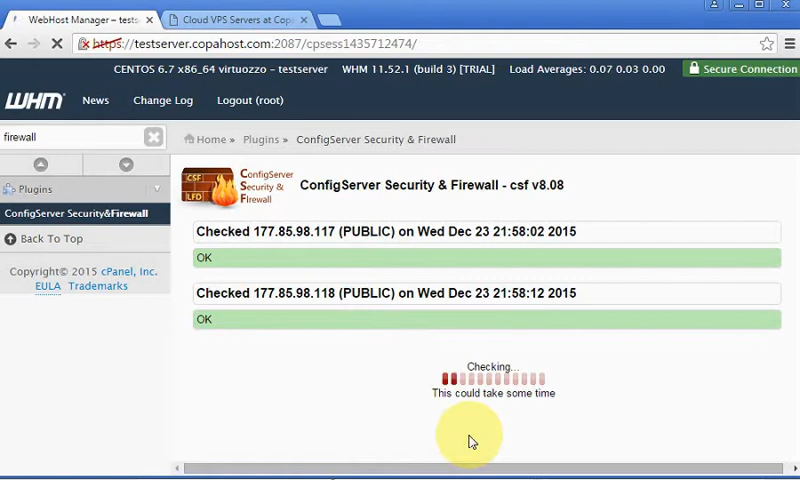 WebHost Manager – tests
Cloud VPS Servers at Copa
https://testserver.copahost.com:2087/cpsess1435712474/
CENTOS 6.7 x86_64 virtuozzo – testserver
WHM 11.52.1 (build 3) [TRIAL]
Load Averages: 0.07 0.03 0.00
Secure Connection
WHM
News
Change Log
Logout (root)
firewall
Home »
Plugins »
ConfigServer Security & Firewall
Plugins
ConfigServer Security&Firewall
Back To Top
Copyright© 2015 cPanel, Inc.
EULA
Trademarks
CSF
LFD
ConfigServer
Security &
Firewall
ConfigServer Security & Firewall - csf v8.08
Checked 177.85.98.117 (PUBLIC) on Wed Dec 23 21:58:02 2015
OK
Checked 177.85.98.118 (PUBLIC) on Wed Dec 23 21:58:12 2015
OK
Checking...
This could take some time